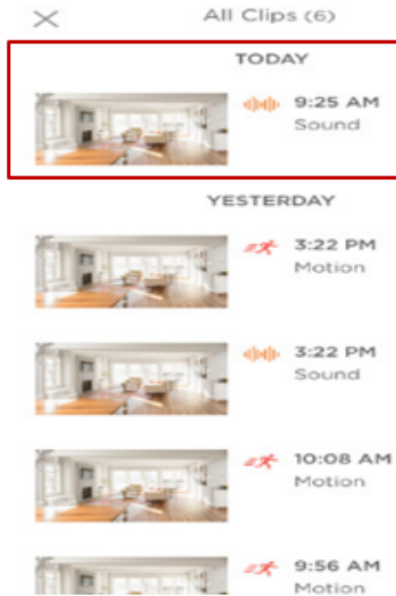 All Clips (6)
TODAY
9:25 AM
Sound
YESTERDAY
3:22 PM
Motion
3:22 PM
Sound
10:08 AM
Motion
9:56 AM
Motion